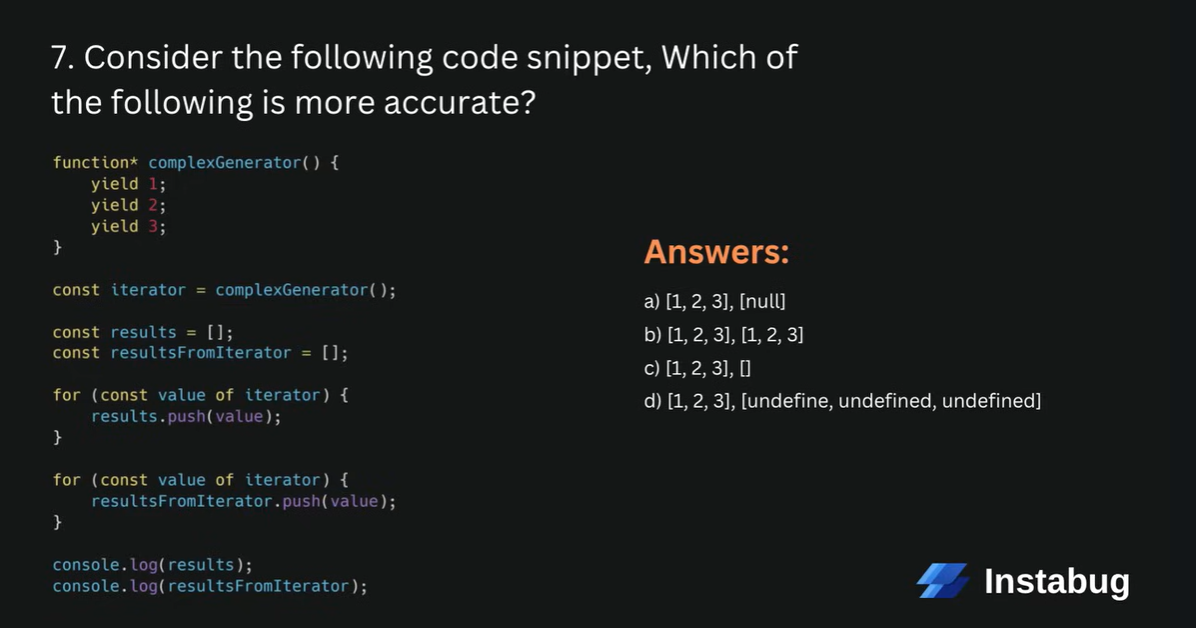 7. Consider the following code snippet, Which of
the following is more accurate?
function* complexGenerator() {
    yield 1;
    yield 2;
    yield 3;
}
const iterator = complexGenerator();
const results = [];
const resultsFromIterator = [];
for (const value of iterator) {
    results.push(value);
}
for (const value of iterator) {
    resultsFromIterator.push(value);
}
console.log(results);
console.log(resultsFromIterator);
Answers:
a) [1, 2, 3], [null]
b) [1, 2, 3], [1, 2, 3]
c) [1, 2, 3], []
d) [1, 2, 3], [undefine, undefined, undefined]
Instabug